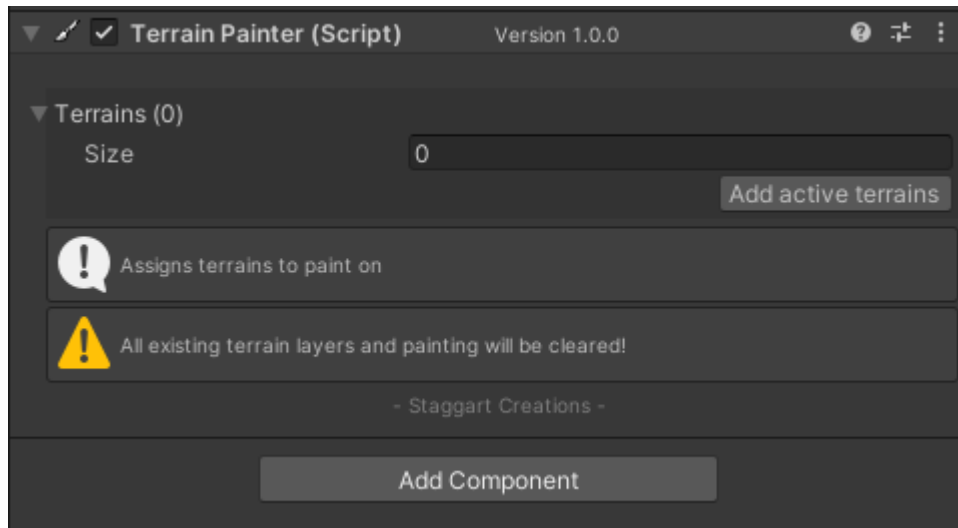 Terrain Painter (Script) Version 1.0.0
Terrains (0)
Size 0
Add active terrains
Assigns terrains to paint on
All existing terrain layers and painting will be cleared!
- Staggart Creations -
Add Component